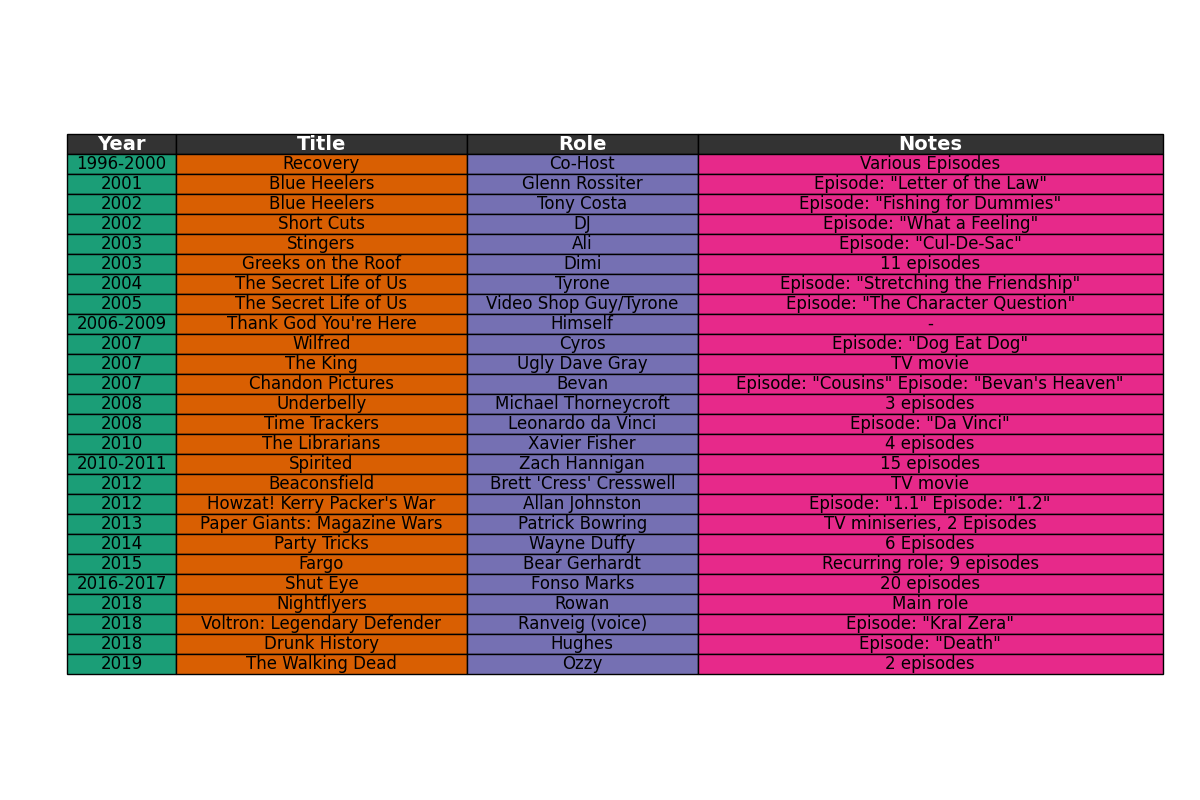 Year Title Role Notes
1996-2000 Recovery Co-Host Various Episodes
2001 Blue Heelers Glenn Rossiter Episode: "Letter of the Law"
2002 Blue Heelers Tony Costa Episode: "Fishing for Dummies"
2002 Short Cuts DJ Episode: "What a Feeling"
2003 Stingers Ali Episode: "Cul-De-Sac"
2003 Greeks on the Roof Dimi 11 episodes
2004 The Secret Life of Us Tyrone Episode: "Stretching the Friendship"
2005 The Secret Life of Us Video Shop Guy/Tyrone Episode: "The Character Question"
2006-2009 Thank God You're Here Himself -
2007 Wilfred Cyros Episode: "Dog Eat Dog"
2007 The King Ugly Dave Gray TV movie
2007 Chandon Pictures Bevan Episode: "Cousins" Episode: "Bevan's Heaven"
2008 Underbelly Michael Thorneycroft 3 episodes
2008 Time Trackers Leonardo da Vinci Episode: "Da Vinci"
2010 The Librarians Xavier Fisher 4 episodes
2010-2011 Spirited Zach Hannigan 15 episodes
2012 Beaconsfield Brett 'Cress' Cresswell TV movie
2012 Howzat! Kerry Packer's War Allan Johnston Episode: "1.1" Episode: "1.2"
2013 Paper Giants: Magazine Wars Patrick Bowring TV miniseries, 2 Episodes
2014 Party Tricks Wayne Duffy 6 Episodes
2015 Fargo Bear Gerhardt Recurring role; 9 episodes
2016-2017 Shut Eye Fonso Marks 20 episodes
2018 Nightflyers Rowan Main role
2018 Voltron: Legendary Defender Ranveig (voice) Episode: "Kral Zera"
2018 Drunk History Hughes Episode: "Death"
2019 The Walking Dead Ozzy 2 episodes